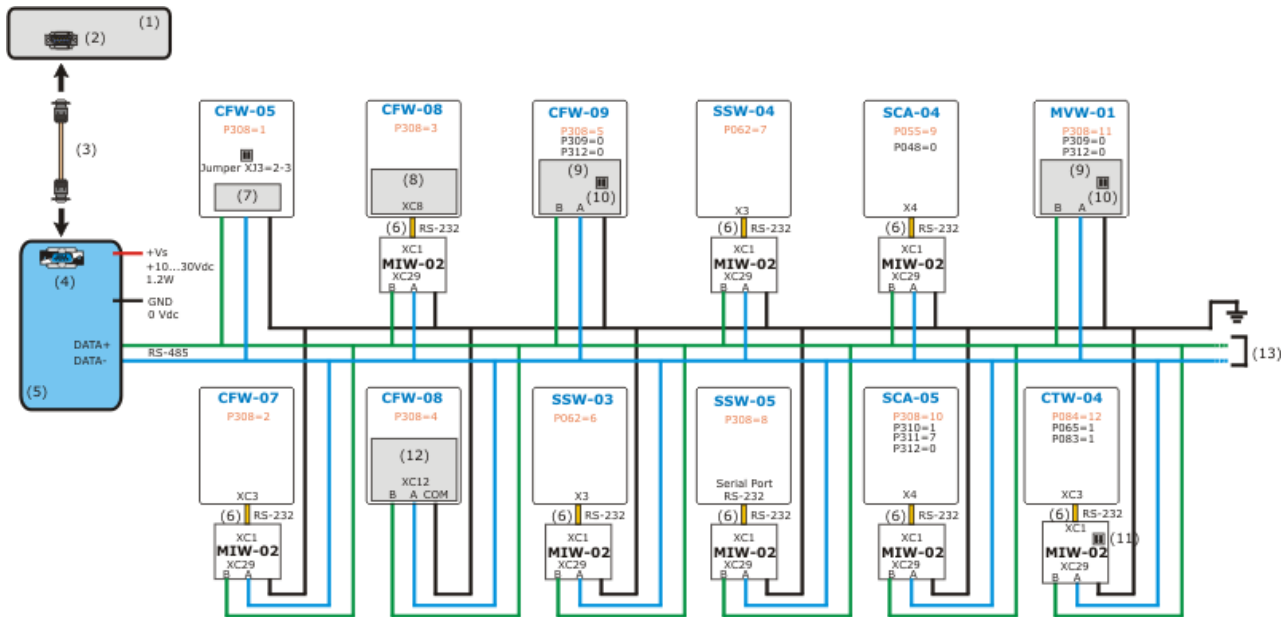 (1)
(2)
(3)
(4)
+Vs
+10...30Vdc
1.2W
GND
0 Vdc
DATA+
DATA-
RS-485
(5)
CFW-05
P308=1
Jumper XJ3=2-3
(7)
CFW-08
P308=3
(8)
XC8
(6) RS-232
XC1
MIW-02
XC29
B A
CFW-09
P308=5
P309=0
P312=0
(9)
(10)
B A
SSW-04
P062=7
X3
(6) RS-232
XC1
MIW-02
XC29
B A
SCA-04
P055=9
P048=0
X4
(6) RS-232
XC1
MIW-02
XC29
B A
MVW-01
P308=11
P309=0
P312=0
(9)
(10)
B A
(13)
CFW-07
P308=2
XC3
(6) RS-232
XC1
MIW-02
XC29
B A
CFW-08
P308=4
(12)
XC12
B A COM
SSW-03
P062=6
X3
(6) RS-232
XC1
MIW-02
XC29
B A
SSW-05
P308=8
Serial Port
RS-232
(6) RS-232
XC1
MIW-02
XC29
B A
SCA-05
P308=10
P310=1
P311=7
P312=0
X4
(6) RS-232
XC1
MIW-02
XC29
B A
CTW-04
P084=12
P065=1
P083=1
XC3
(6) RS-232
XC1
(11)
MIW-02
XC29
B A